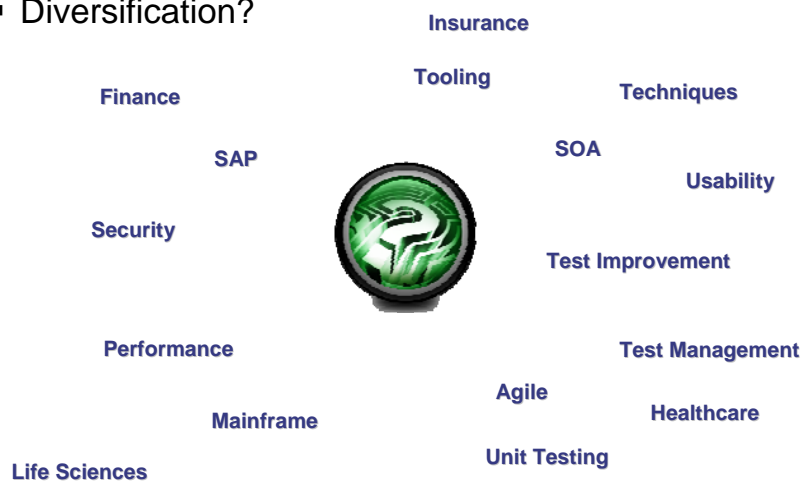 Diversification?
Insurance
Tooling
Techniques
Finance
SOA
SAP
Usability
Security
Test Improvement
Performance
Test Management
Agile
Healthcare
Mainframe
Unit Testing
Life Sciences